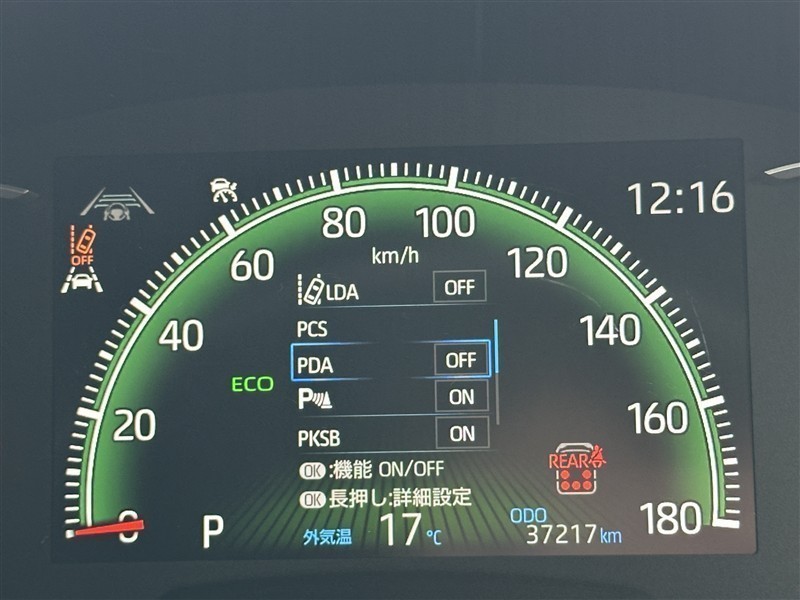 12:16
OFF
0
20
40
60
80
100
120
140
160
180
km/h
LDA OFF
PCS
PDA OFF
P ON
PKSB ON
OK:機能 ON/OFF
OK長押し:詳細設定
ECO
REAR
P
外気温 17℃
ODO
37217km